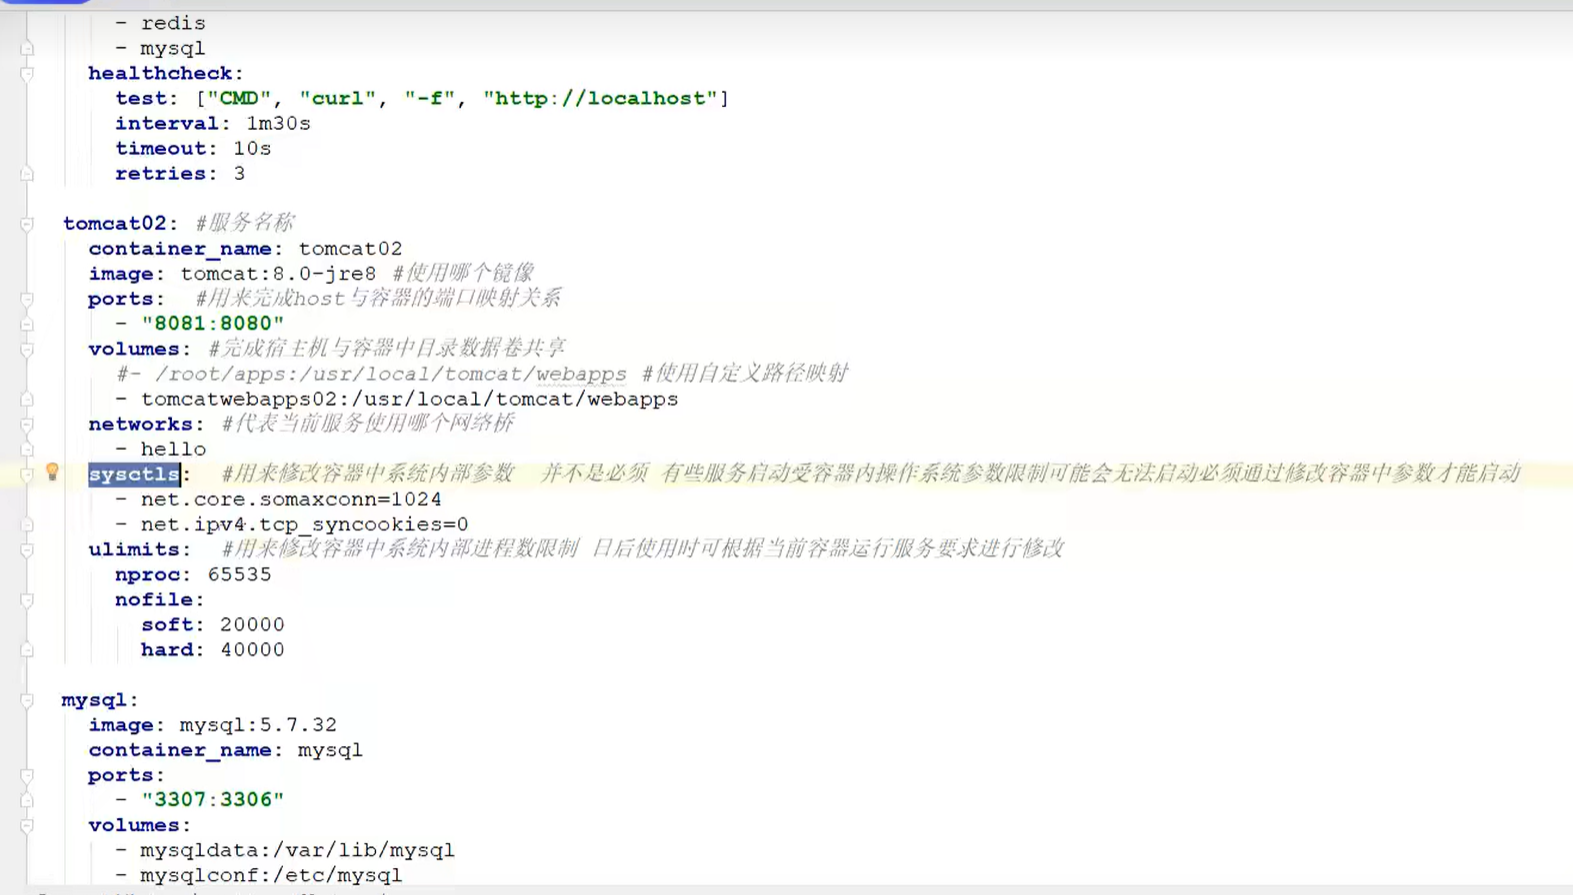 - redis
- mysql
healthcheck:
test: ["CMD", "curl", "-f", "http://localhost"]
interval: 1m30s
timeout: 10s
retries: 3
tomcat02: #服务名称
container_name: tomcat02
image: tomcat:8.0-jre8 #使用哪个镜像
ports: #用来完成host与容器的端口映射关系
- "8081:8080"
volumes: #完成宿主机与容器中目录数据卷共享
#- /root/apps:/usr/local/tomcat/webapps #使用自定义路径映射
- tomcatwebapps02:/usr/local/tomcat/webapps
networks: #代表当前服务使用哪个网络桥
- hello
sysctls: #用来修改容器中系统内部参数 并不是必须 有些服务启动受容器内操作系统参数限制可能会无法启动必须通过修改容器中参数才能启动
- net.core.somaxconn=1024
- net.ipv4.tcp_syncookies=0
ulimits: #用来修改容器中系统内部进程数限制 日后使用时可根据当前容器运行服务要求进行修改
nproc: 65535
nofile:
soft: 20000
hard: 40000
mysql:
image: mysql:5.7.32
container_name: mysql
ports:
- "3307:3306"
volumes:
- mysqldata:/var/lib/mysql
- mysqlconf:/etc/mysql